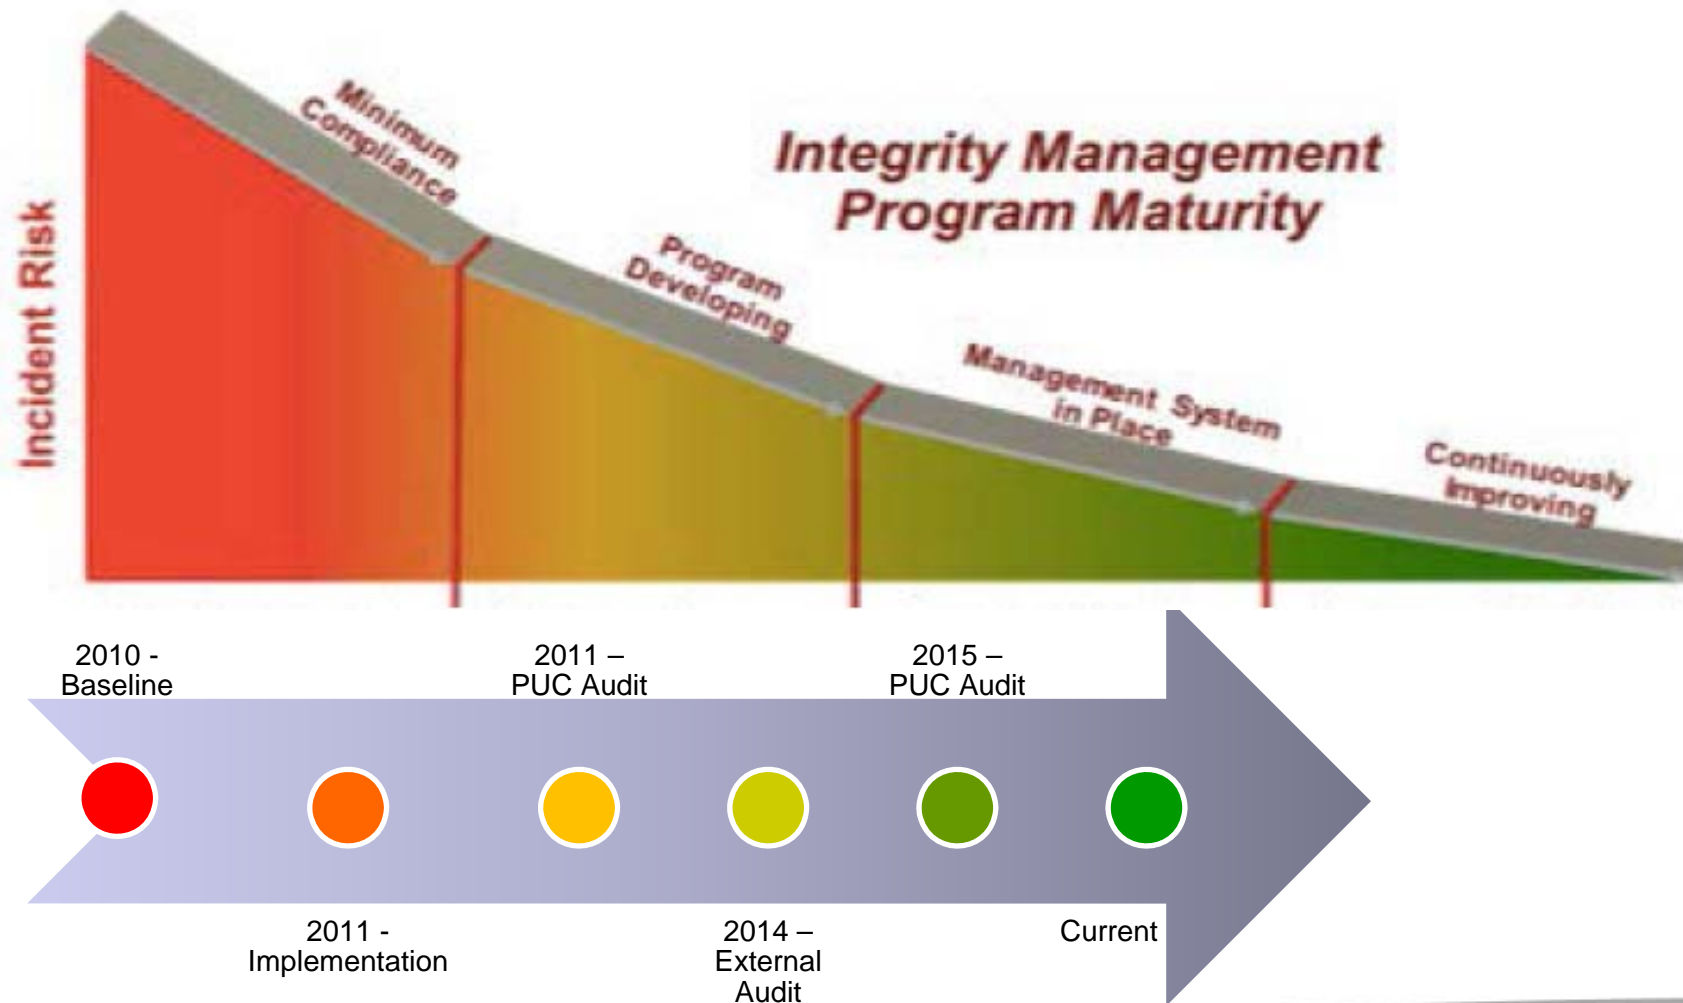 Integrity Management
Program Maturity
Incident Risk
Minimum
Compliance
Program
Developing
Management System
in Place
Continuously
Improving
2010 -
Baseline
2011 –
PUC Audit
2015 –
PUC Audit
2011 -
Implementation
2014 –
External
Audit
Current